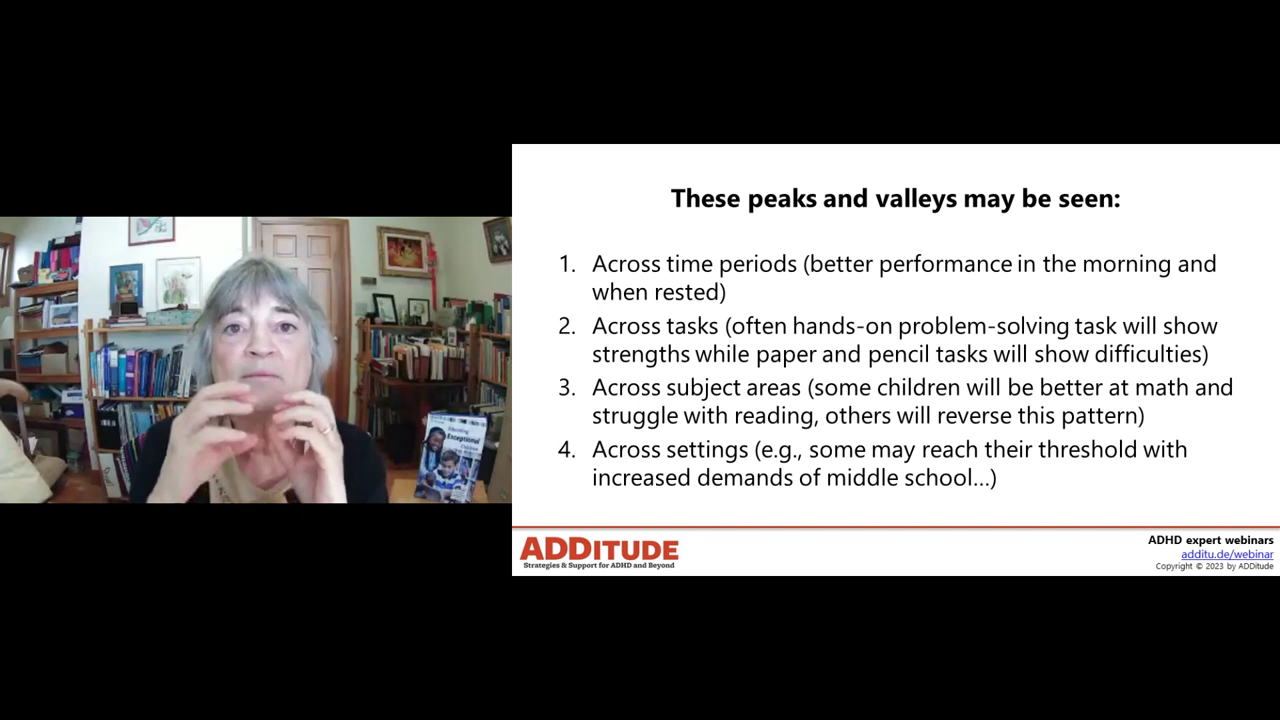 These peaks and valleys may be seen:
1. Across time periods (better performance in the morning and
when rested)
2. Across tasks (often hands-on problem-solving task will show
strengths while paper and pencil tasks will show difficulties)
3. Across subject areas (some children will be better at math and
struggle with reading, others will reverse this pattern)
4. Across settings (e.g., some may reach their threshold with
increased demands of middle school...)
ADDITUDE
Strategies & Support for ADHD and Beyond
ADHD expert webinars
additu.de/webinar
Copyright © 2023 by ADDitude
Educating
Exceptional
Children